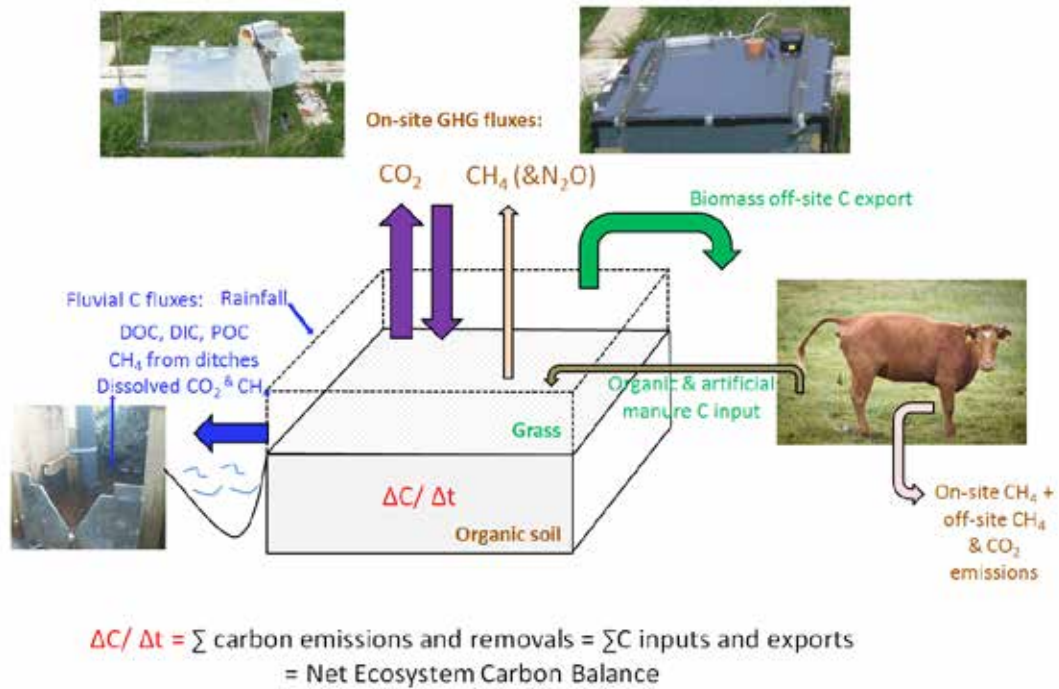 On-site GHG fluxes:
CO₂
CH₄ (&N₂O)
Biomass off-site C export
Fluvial C fluxes:
Rainfall
DOC, DIC, POC
CH₄ from ditches
Dissolved CO₂ & CH₄
Organic & artificial
manure C input
Grass
ΔC/ Δt
Organic soil
On-site CH₄ +
off-site CH₄
& CO₂
emissions
ΔC/ Δt = ∑ carbon emissions and removals = ∑C inputs and exports
= Net Ecosystem Carbon Balance